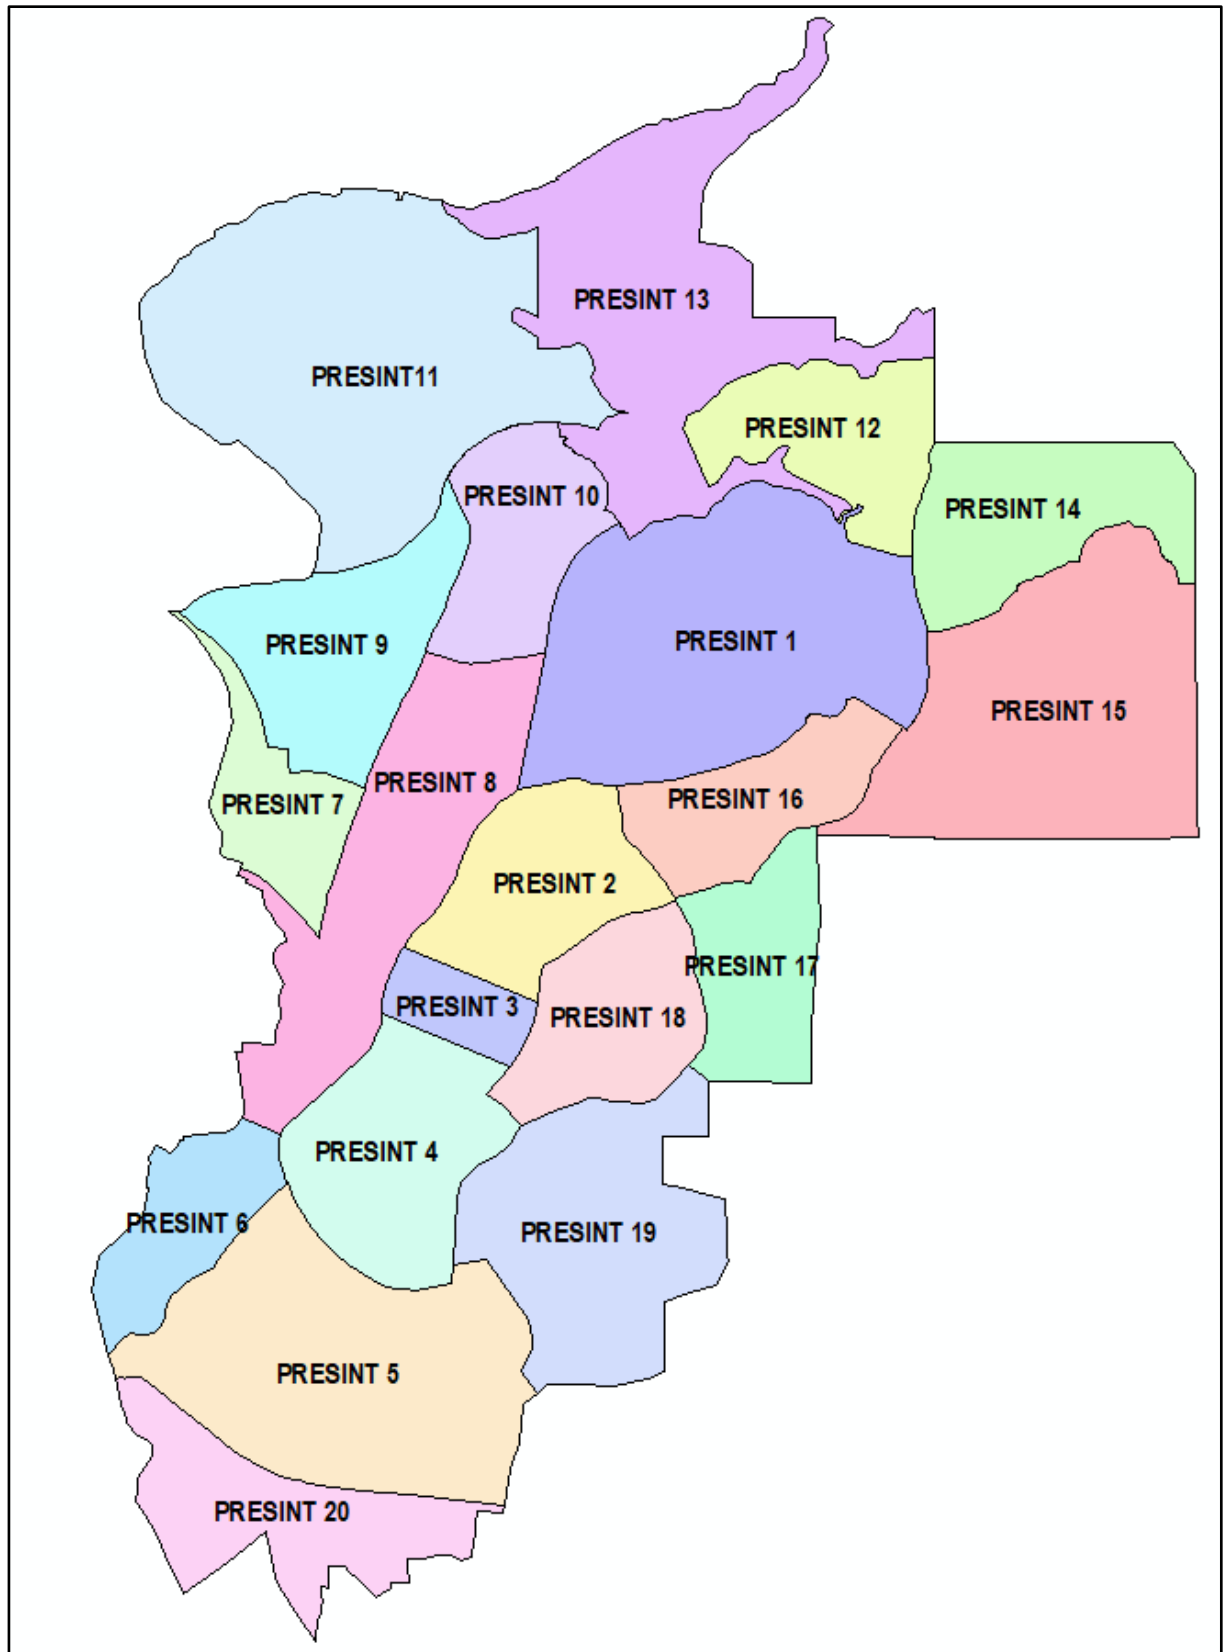 PRESINT 13
PRESINT11
PRESINT 12
PRESINT 10
PRESINT 14
PRESINT 9
PRESINT 1
PRESINT 15
PRESINT 8
PRESINT 7
PRESINT 16
PRESINT 2
PRESINT 17
PRESINT 3
PRESINT 18
PRESINT 4
PRESINT 6
PRESINT 19
PRESINT 5
PRESINT 20